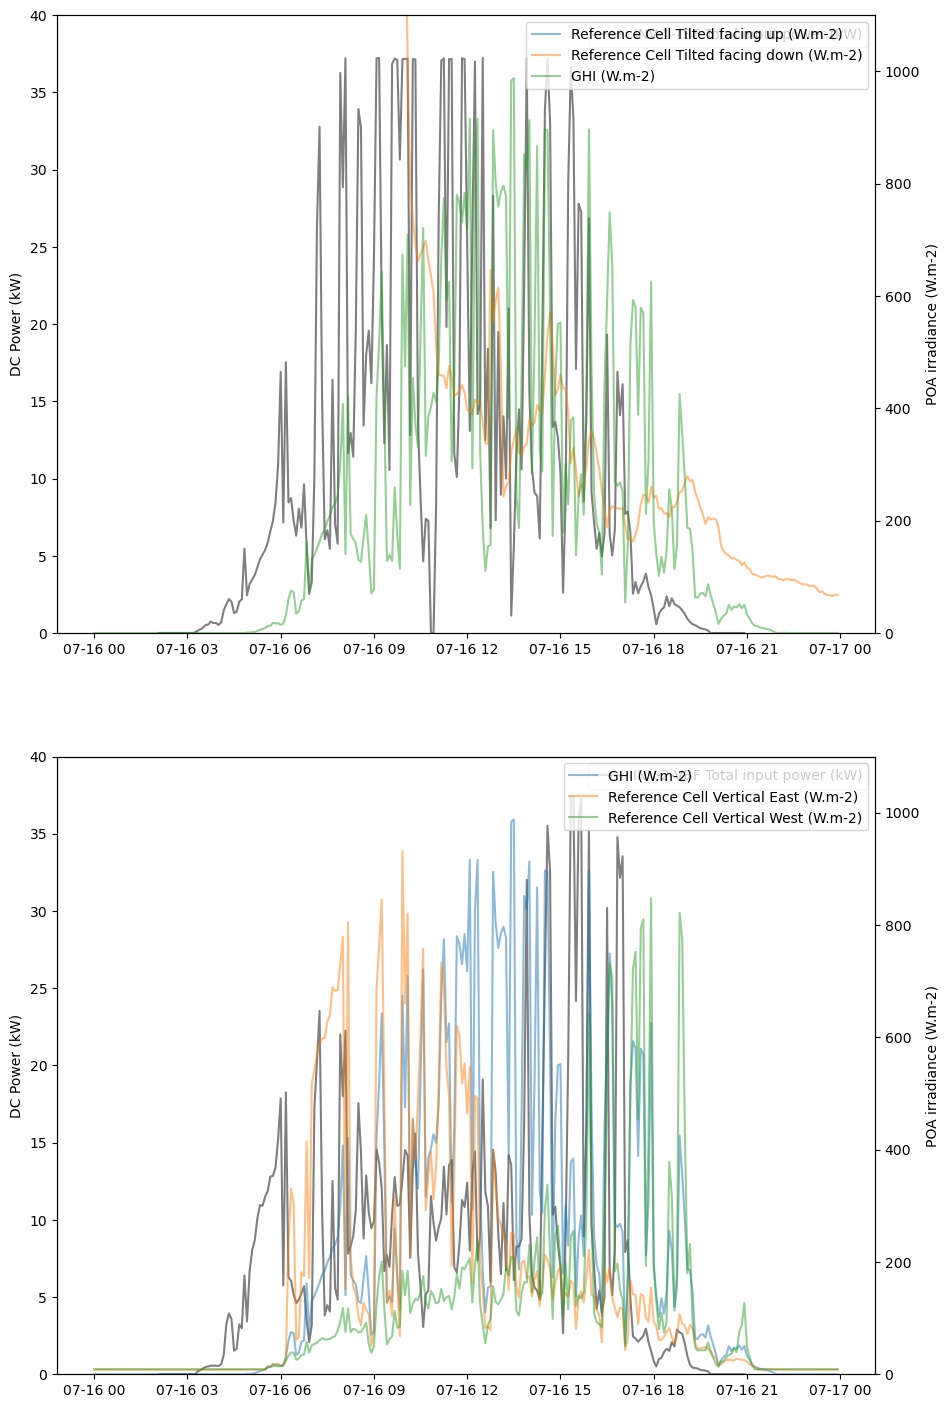 40
35
30
25
20
15
10
5
0
DC Power (kW)
Reference Cell Tilted facing up (W.m-2)
Reference Cell Tilted facing down (W.m-2)
GHI (W.m-2)
1000
800
600
400
200
0
POA irradiance (W.m-2)
07-16 00 07-16 03 07-16 06 07-16 09 07-16 12 07-16 15 07-16 18 07-16 21 07-17 00
40
35
30
25
20
15
10
5
0
DC Power (kW)
Total input power (kW)
GHI (W.m-2)
Reference Cell Vertical East (W.m-2)
Reference Cell Vertical West (W.m-2)
1000
800
600
400
200
0
POA irradiance (W.m-2)
07-16 00 07-16 03 07-16 06 07-16 09 07-16 12 07-16 15 07-16 18 07-16 21 07-17 00